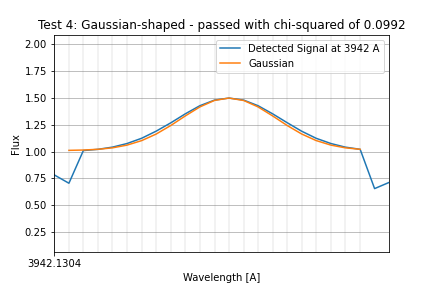 Test 4: Gaussian-shaped - passed with chi-squared of 0.0992
2.00
1.75
1.50
1.25
1.00
0.75
0.50
0.25
Flux
Detected Signal at 3942 A
Gaussian
3942.1304
Wavelength [A]